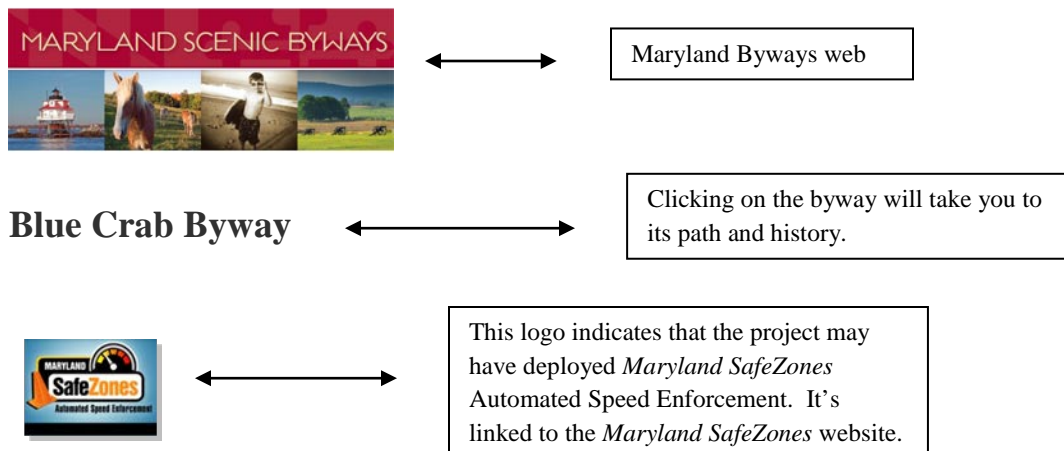 MARYLAND SCENIC BYWAYS
Maryland Byways web
Blue Crab Byway
Clicking on the byway will take you to
its path and history.
MARYLAND
SafeZones
Automated Speed Enforcement
This logo indicates that the project may
have deployed Maryland SafeZones
Automated Speed Enforcement. It’s
linked to the Maryland SafeZones website.